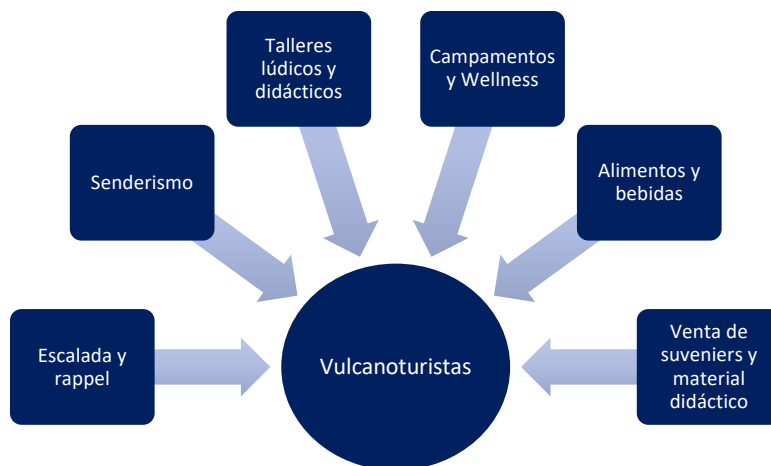 Talleres
lúdicos y
didácticos
Campamentos
y Wellness
Senderismo
Alimentos y
bebidas
Escalada y
rappel
Vulcanoturistas
Venta de
suveniers y
material
didáctico